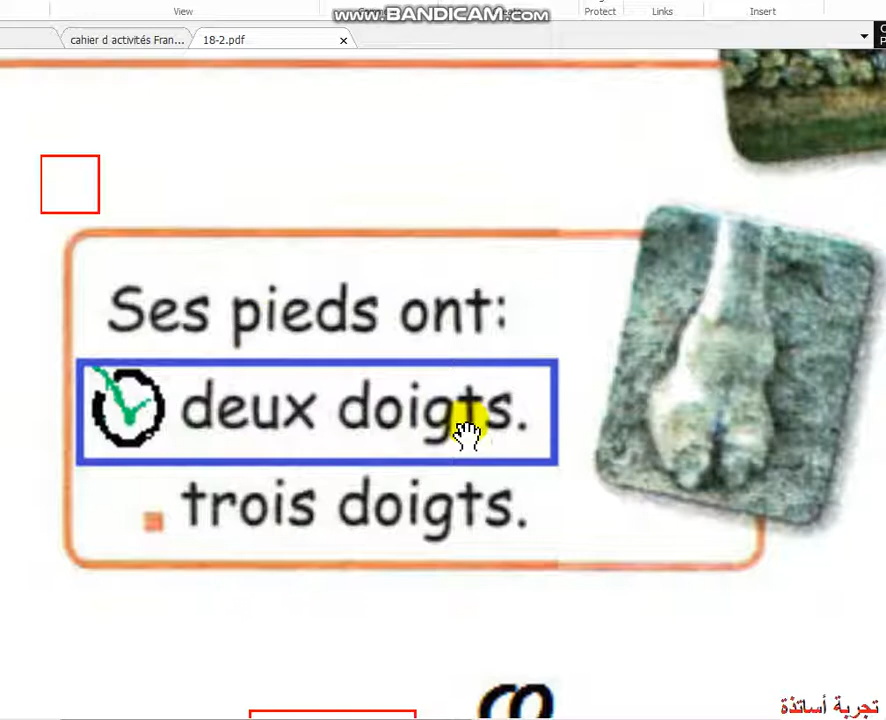 www.BANDICAM.com
View
Protect
Links
Insert
cahier d activités Fran...
18-2.pdf
Ses pieds ont:
deux doigts.
trois doigts.
تجربة أساتذة